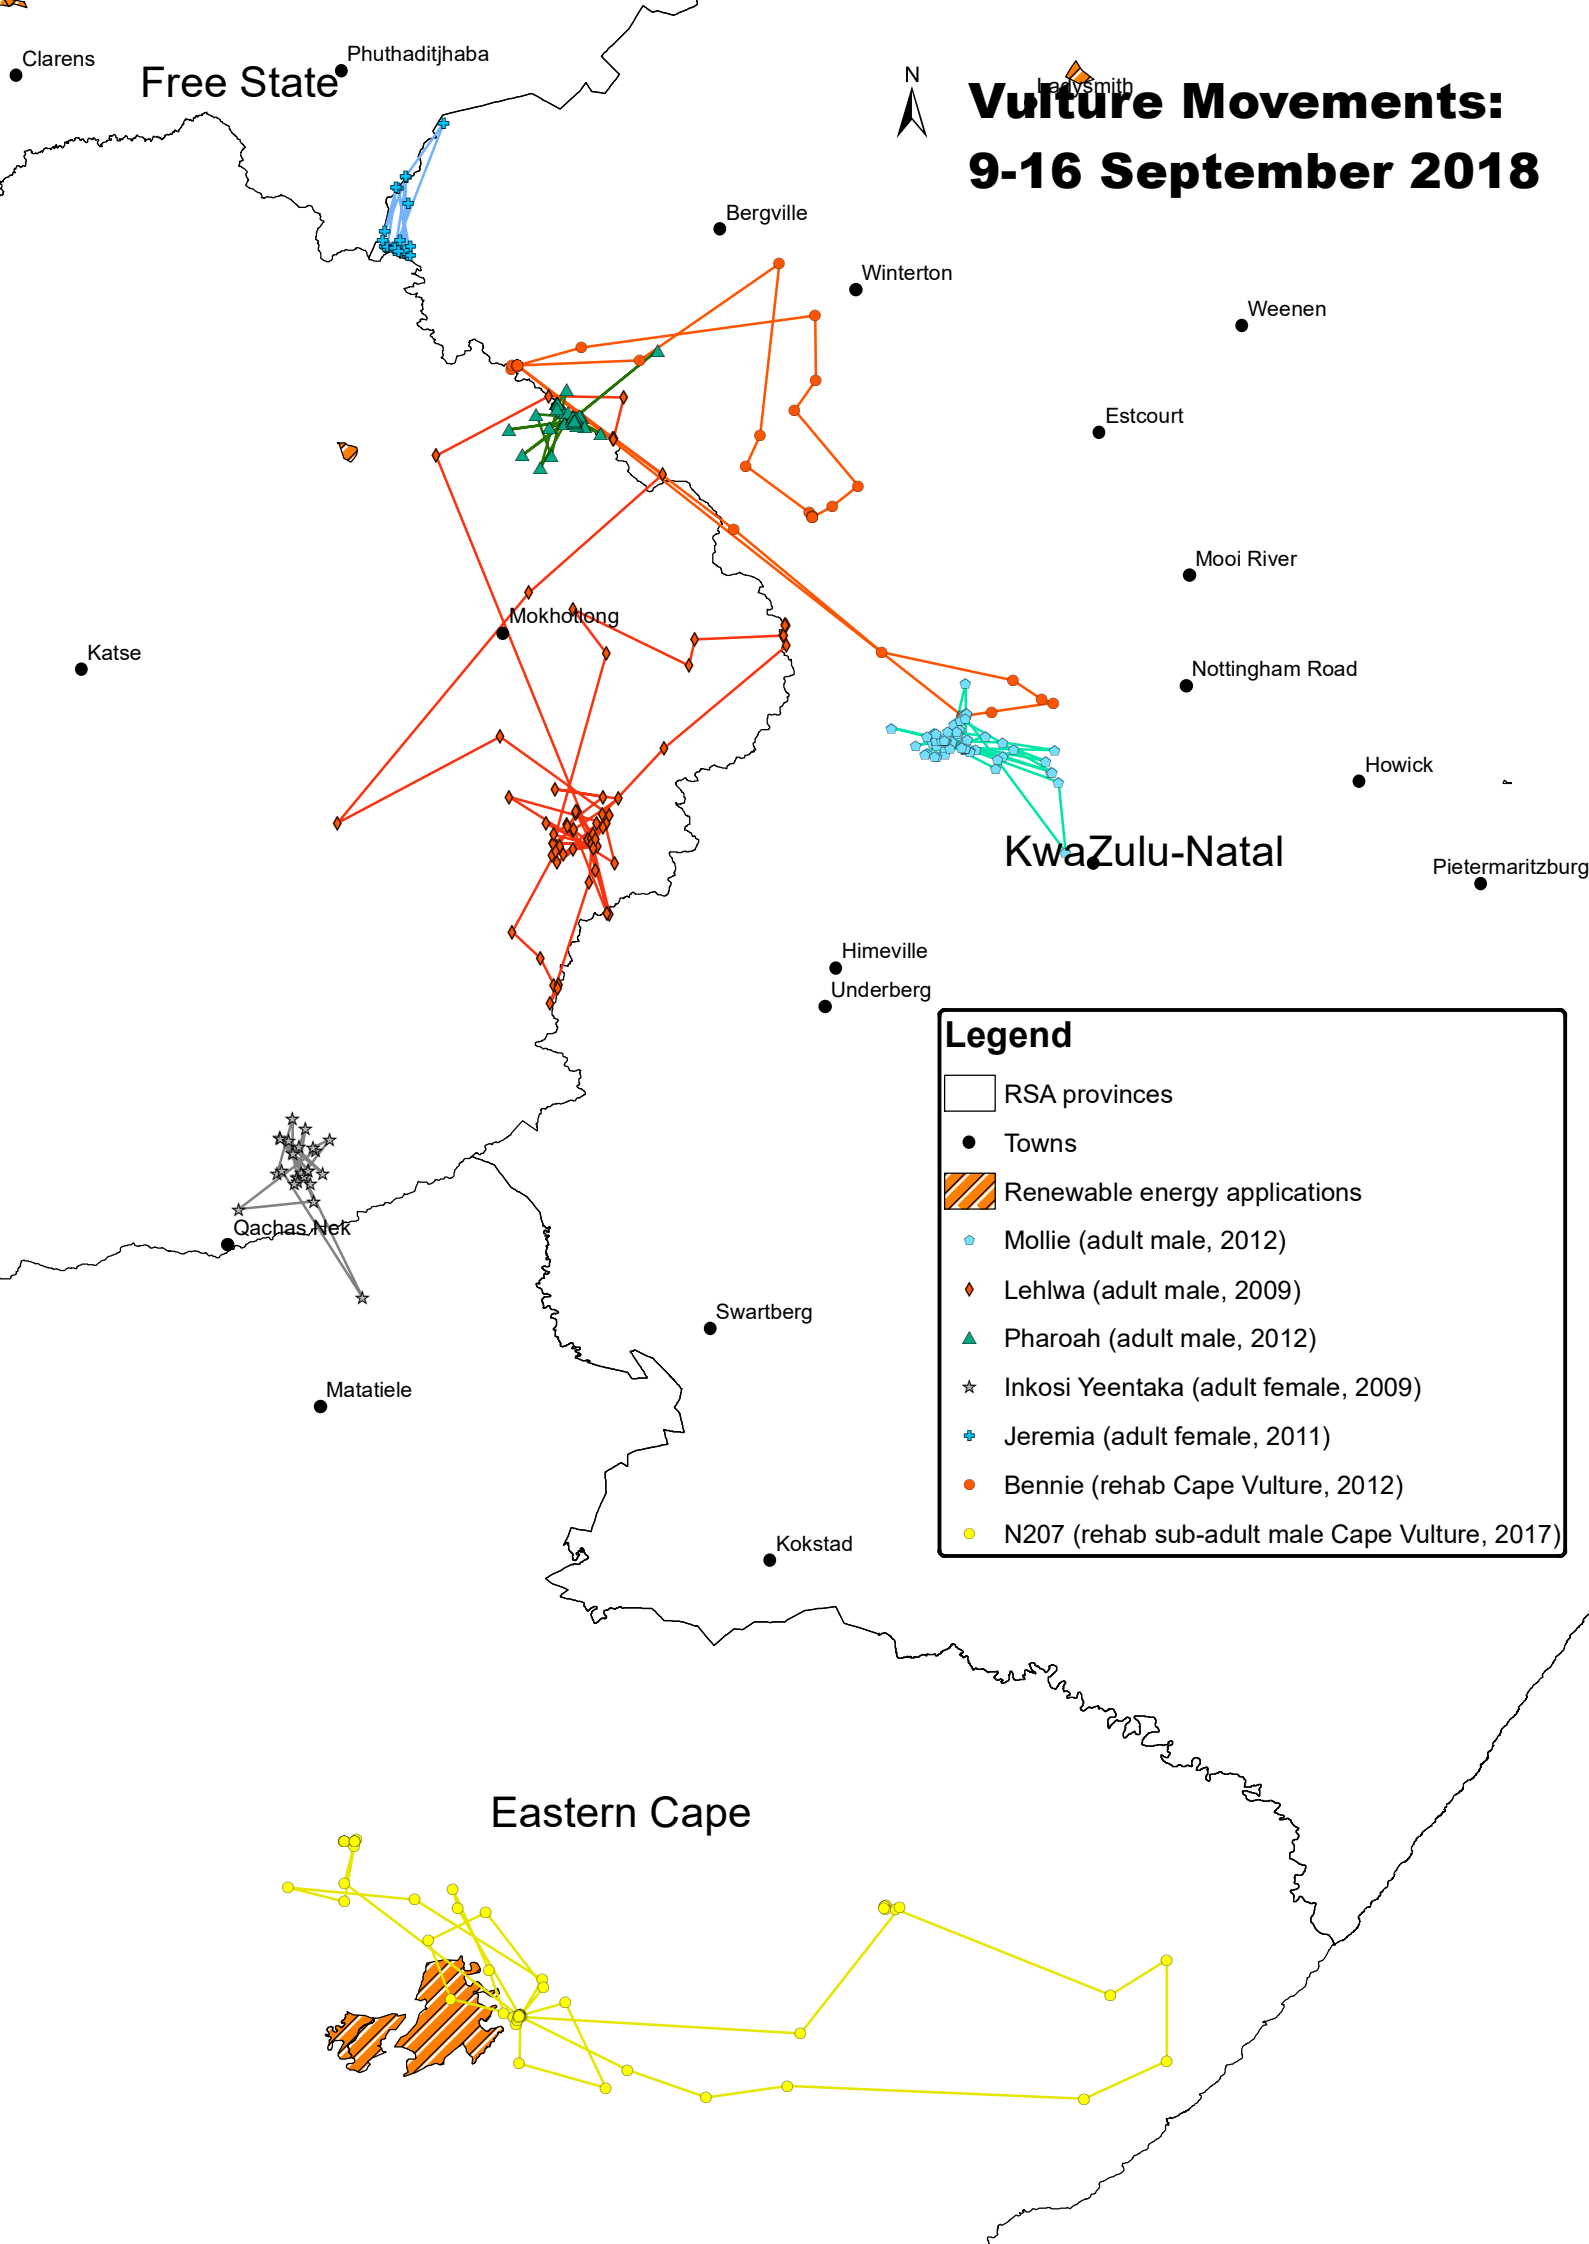 Clarens
Phuthaditjhaba
Free State
N
Ladysmith
Vulture Movements:
9-16 September 2018
Bergville
Winterton
Weenen
Estcourt
Mooi River
Mokhotlong
Katse
Nottingham Road
Howick
KwaZulu-Natal
Pietermaritzburg
Himeville
Underberg
Legend
RSA provinces
Towns
Renewable energy applications
Mollie (adult male, 2012)
Lehlwa (adult male, 2009)
Pharoah (adult male, 2012)
Inkosi Yeentaka (adult female, 2009)
Jeremia (adult female, 2011)
Bennie (rehab Cape Vulture, 2012)
N207 (rehab sub-adult male Cape Vulture, 2017)
Qachas Nek
Swartberg
Matatiele
Kokstad
Eastern Cape